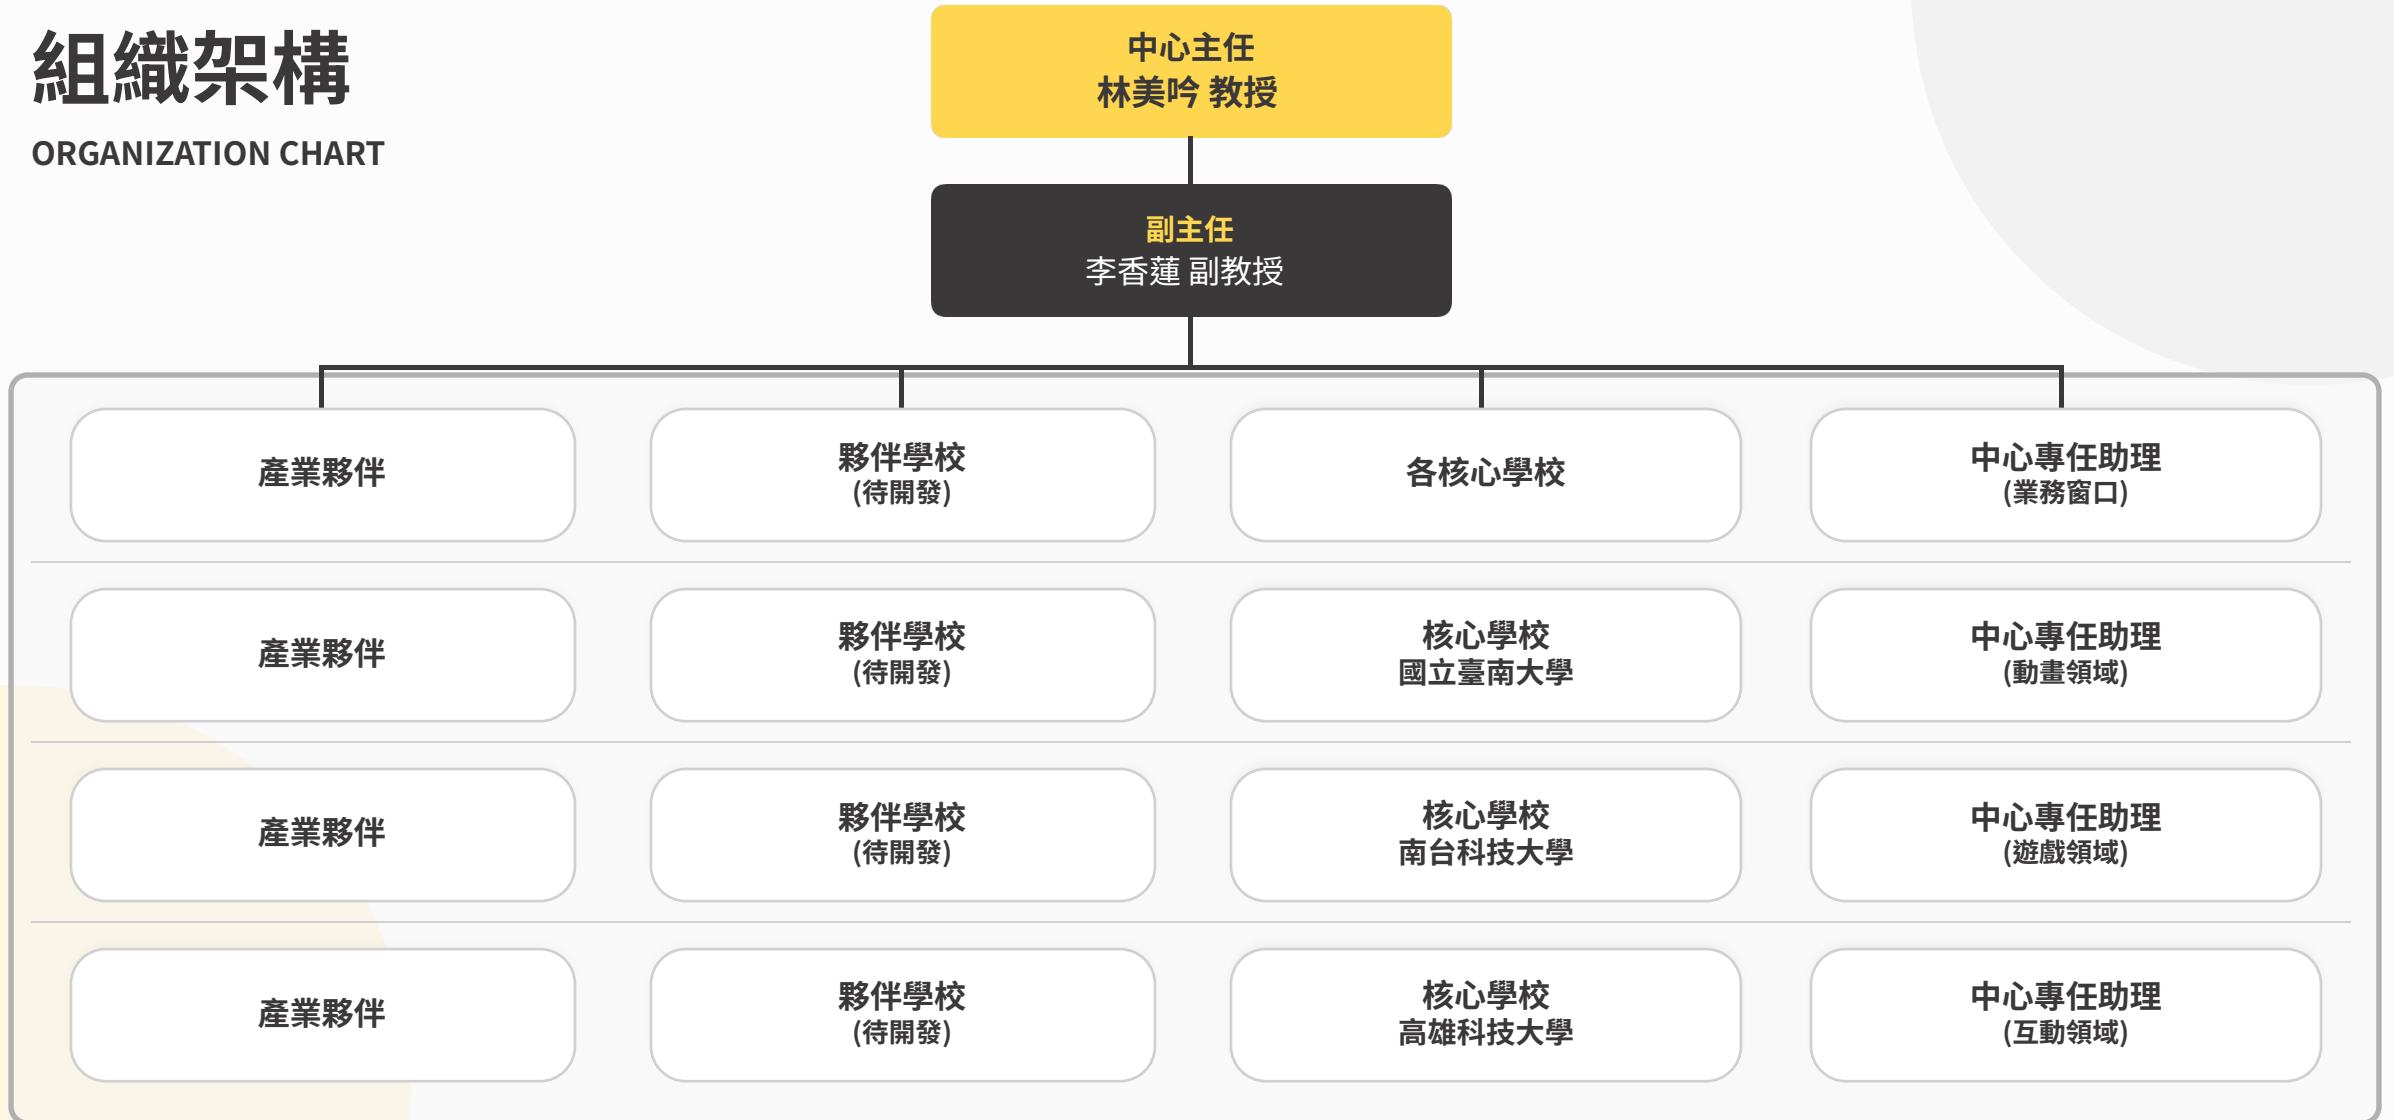 組織架構
ORGANIZATION CHART
中心主任
林美吟 教授
副主任
李香蓮 副教授
產業夥伴
夥伴學校
(待開發)
各核心學校
中心專任助理
(業務窗口)
產業夥伴
夥伴學校
(待開發)
核心學校
國立臺南大學
中心專任助理
(動畫領域)
產業夥伴
夥伴學校
(待開發)
核心學校
南台科技大學
中心專任助理
(遊戲領域)
產業夥伴
夥伴學校
(待開發)
核心學校
高雄科技大學
中心專任助理
(互動領域)